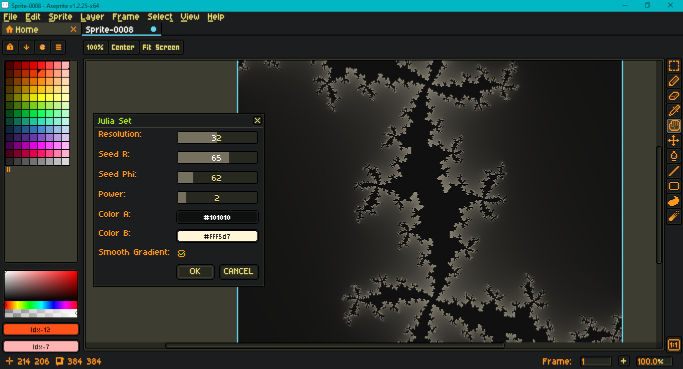 Sprite-0008 - Aseprite v1.2.25-x64
File Edit Sprite Layer Frame Select View Help
Home Sprite-0008
100% Center Fit Screen
Julia Set
Resolution: 32
Seed R: 65
Seed Phi: 62
Power: 2
Color A: #101010
Color B: #FFF5d7
Smooth Gradient:
OK CANCEL
Idx-12
Idx-7
1:1
214 206 384 384 Frame: 1 + 100.0%